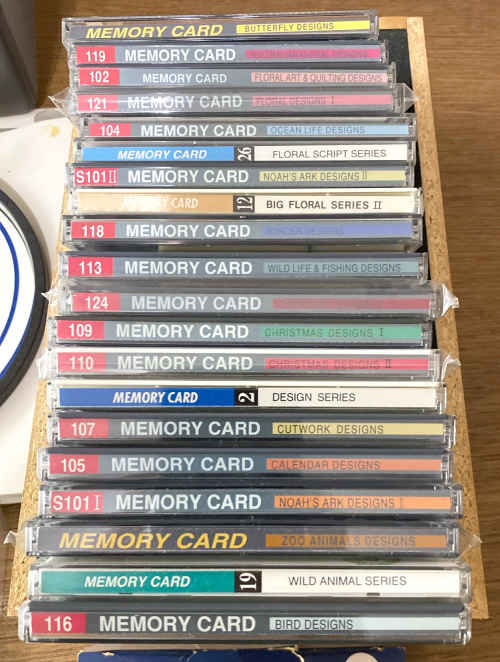 MEMORY CARD BUTTERFLY DESIGNS
119 MEMORY CARD
102 MEMORY CARD FLORAL ART & QUILTING DESIGNS
121 MEMORY CARD FLORAL DESIGNS I
104 MEMORY CARD OCEAN LIFE DESIGNS
MEMORY CARD 26 FLORAL SCRIPT SERIES
S101 II MEMORY CARD NOAH'S ARK DESIGNS II
MEMORY CARD 12 BIG FLORAL SERIES II
118 MEMORY CARD
113 MEMORY CARD WILD LIFE & FISHING DESIGNS
124 MEMORY CARD
109 MEMORY CARD CHRISTMAS DESIGNS I
110 MEMORY CARD CHRISTMAS DESIGNS II
MEMORY CARD 2 DESIGN SERIES
107 MEMORY CARD CUTWORK DESIGNS
105 MEMORY CARD CALENDAR DESIGNS
S101 I MEMORY CARD NOAH'S ARK DESIGNS I
MEMORY CARD ZOO ANIMALS DESIGNS
MEMORY CARD 19 WILD ANIMAL SERIES
116 MEMORY CARD BIRD DESIGNS